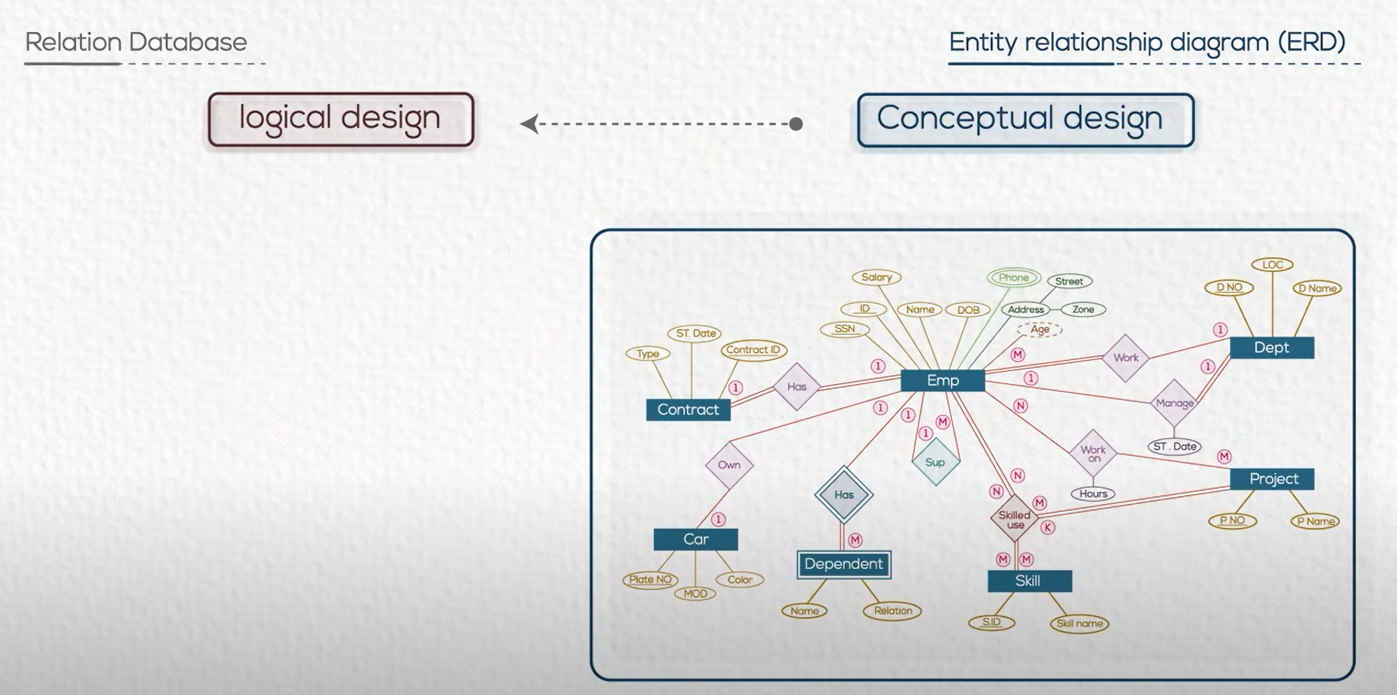 Relation Database
Entity relationship diagram (ERD)
logical design
Conceptual design
LOC
Salary
Phone
Street
D NO
D Name
ID
Name
DOB
Address
Zone
SSN
Age
1
ST. Date
M
Work
Dept
Type
Contract ID
1
1
1
Emp
1
Has
Contract
Manage
1
1
M
N
1
ST . Date
Work on
M
Own
Sup
Project
N
Has
N
Hours
M
Skilled use
K
1
P NO
P Name
Car
M
Dependent
M
M
Skill
Plate NO
MOD
Color
Name
Relation
S.ID
Skill name